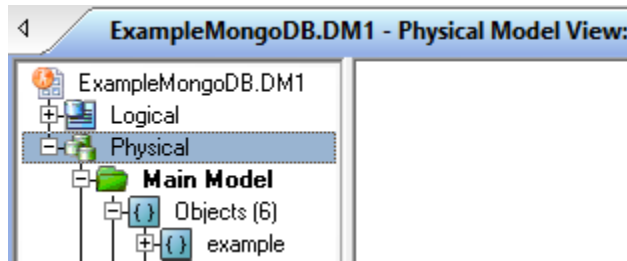 ExampleMongoDB.DM1 - Physical Model View:
ExampleMongoDB.DM1
Logical
Physical
Main Model
Objects (6)
example